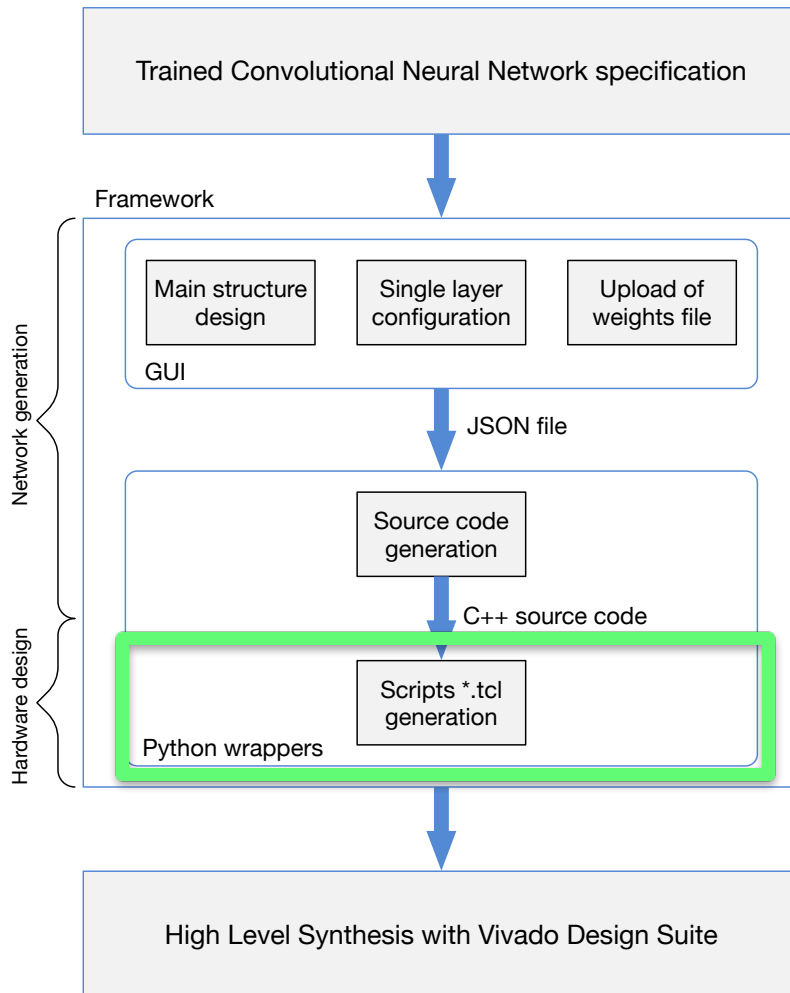 Trained Convolutional Neural Network specification
Framework
Network generation
Main structure
design
Single layer
configuration
Upload of
weights file
GUI
JSON file
Source code
generation
C++ source code
Hardware design
Scripts *.tcl
generation
Python wrappers
High Level Synthesis with Vivado Design Suite